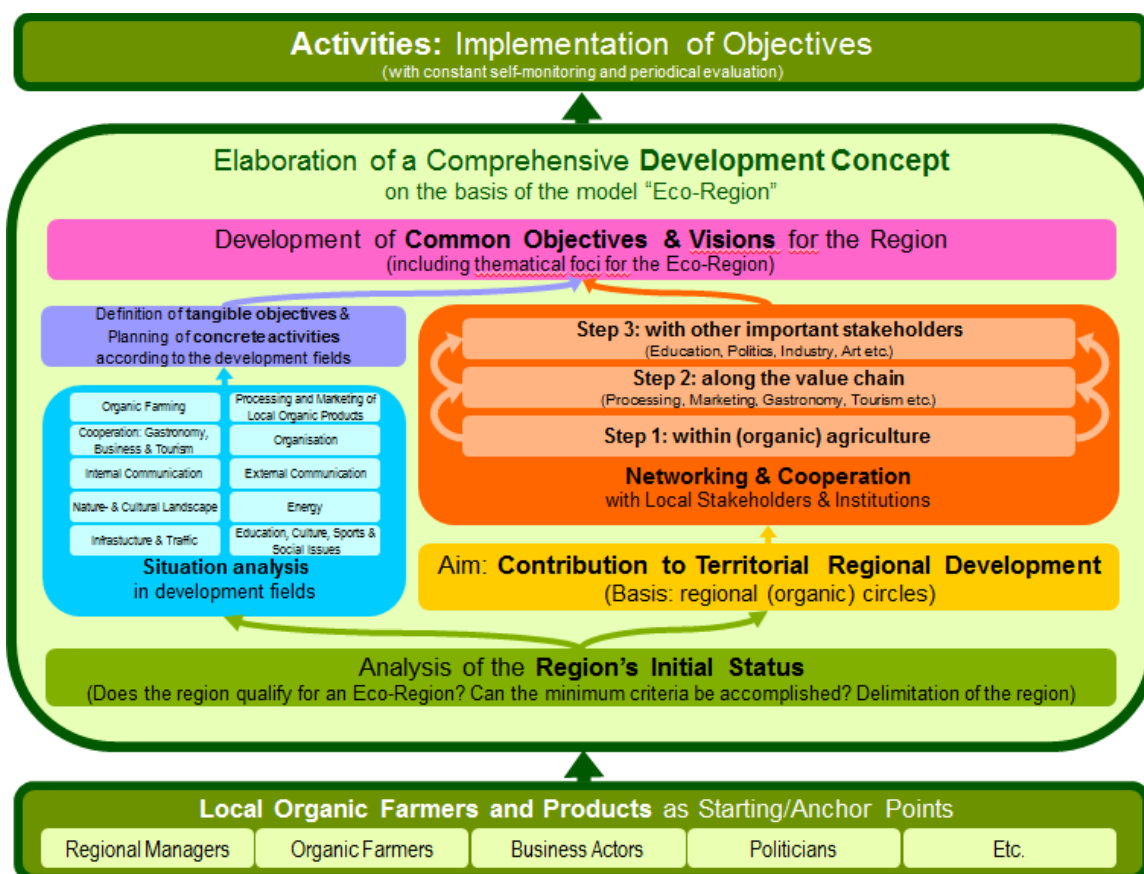 Activities: Implementation of Objectives
(with constant self-monitoring and periodical evaluation)
Elaboration of a Comprehensive Development Concept
on the basis of the model “Eco-Region”
Development of Common Objectives & Visions for the Region
(including thematical foci for the Eco-Region)
Definition of tangible objectives &
Planning of concrete activities
according to the development fields
Organic Farming
Processing and Marketing of
Local Organic Products
Cooperation: Gastronomy,
Business & Tourism
Organisation
Internal Communication
External Communication
Nature- & Cultural Landscape
Energy
Infrastucture & Traffic
Education, Culture, Sports &
Social Issues
Situation analysis
in development fields
Step 3: with other important stakeholders
(Education, Politics, Industry, Art etc.)
Step 2: along the value chain
(Processing, Marketing, Gastronomy, Tourism etc.)
Step 1: within (organic) agriculture
Networking & Cooperation
with Local Stakeholders & Institutions
Aim: Contribution to Territorial Regional Development
(Basis: regional (organic) circles)
Analysis of the Region’s Initial Status
(Does the region qualify for an Eco-Region? Can the minimum criteria be accomplished? Delimitation of the region)
Local Organic Farmers and Products as Starting/Anchor Points
Regional Managers
Organic Farmers
Business Actors
Politicians
Etc.